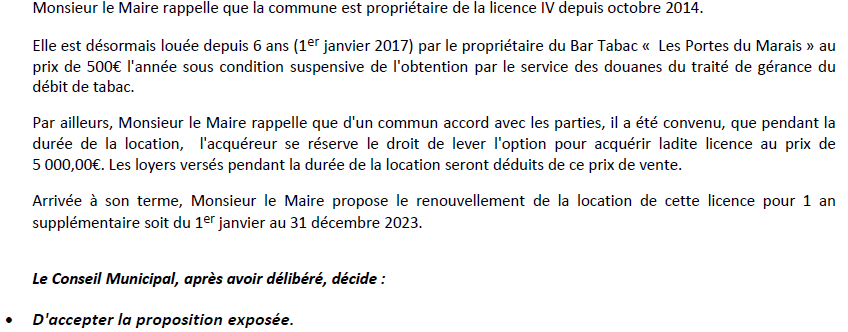 Monsieur le Maire rappelle que la commune est propriétaire de la licence IV depuis octobre 2014.
Elle est désormais louée depuis 6 ans (1er janvier 2017) par le propriétaire du Bar Tabac «  Les Portes du Marais » au
prix de 500€ l'année sous condition suspensive de l'obtention par le service des douanes du traité de gérance du
débit de tabac.
Par ailleurs, Monsieur le Maire rappelle que d'un commun accord avec les parties, il a été convenu, que pendant la
durée de la location,  l'acquéreur se réserve le droit de lever l'option pour acquérir ladite licence au prix de
5 000,00€. Les loyers versés pendant la durée de la location seront déduits de ce prix de vente.
Arrivée à son terme, Monsieur le Maire propose le renouvellement de la location de cette licence pour 1 an
supplémentaire soit du 1er janvier au 31 décembre 2023.
Le Conseil Municipal, après avoir délibéré, décide :
• D'accepter la proposition exposée.